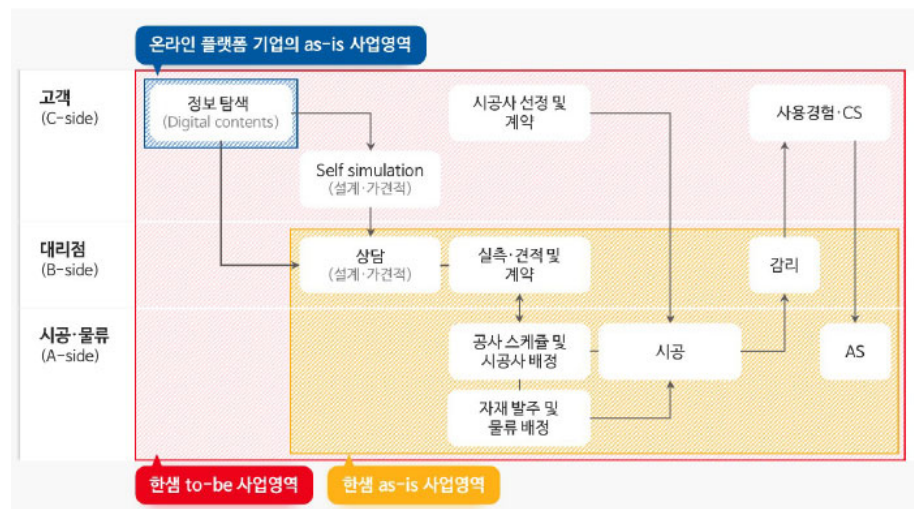 온라인 플랫폼 기업의 as-is 사업영역
고객
(C-side)
정보 탐색
(Digital contents)
시공사 선정 및
계약
사용경험·CS
Self simulation
(설계·가견적)
대리점
(B-side)
상담
(설계·가견적)
실측·견적 및
계약
감리
시공·물류
(A-side)
공사 스케쥴 및
시공사 배정
시공
AS
자재 발주 및
물류 배정
한샘 to-be 사업영역
한샘 as-is 사업영역